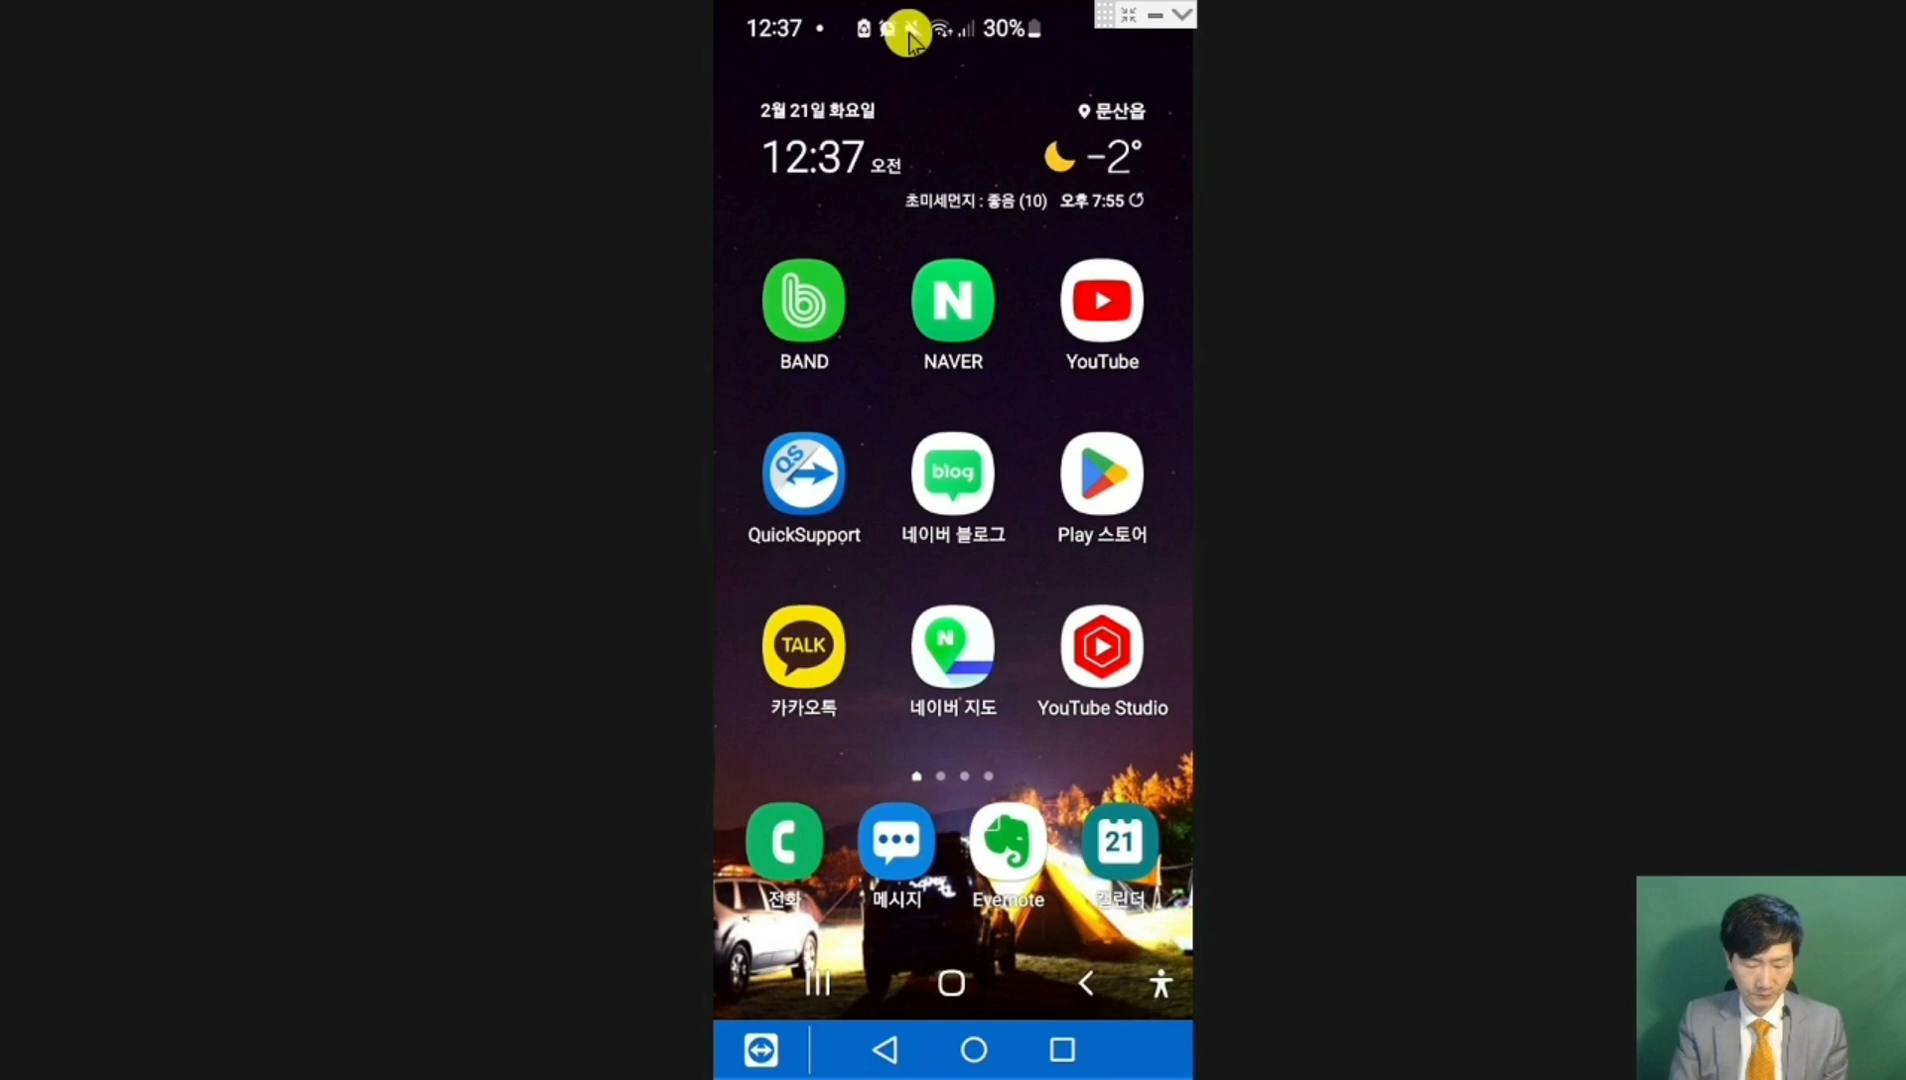 12:37
30%
2월 21일 화요일
문산읍
12:37 오전
-2°
초미세먼지 : 좋음 (10) 오후 7:55
BAND
NAVER
YouTube
QS
blog
QuickSupport
네이버 블로그
Play 스토어
TALK
N
카카오톡
네이버 지도
YouTube Studio
21
전화
메시지
Evernote
캘린더